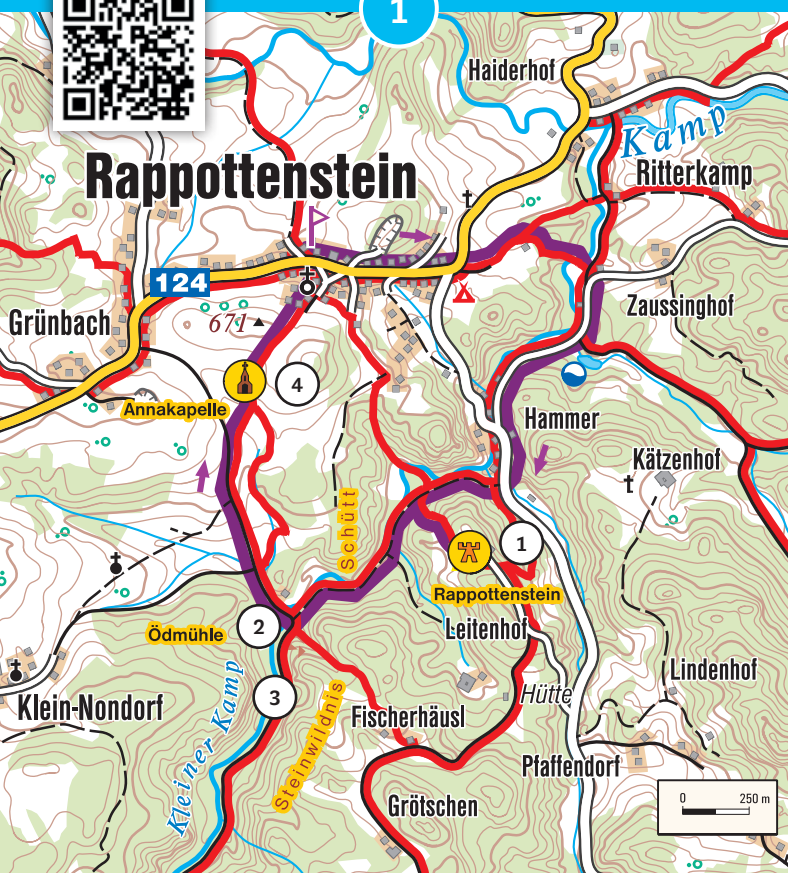 1
Haiderhof
Kamp
Rappottenstein
Ritterkamp
124
Zaussinghof
Grünbach
671
4
Annakapelle
Hammer
Kätzenhof
Schütt
1
Rappottenstein
2
Ödmühle
Leitenhof
Lindenhof
3
Hütte
Klein-Nondorf
Kleiner Kamp
Steinwildnis
Fischerhäusl
Pfaffendorf
Grötschen
0 250 m